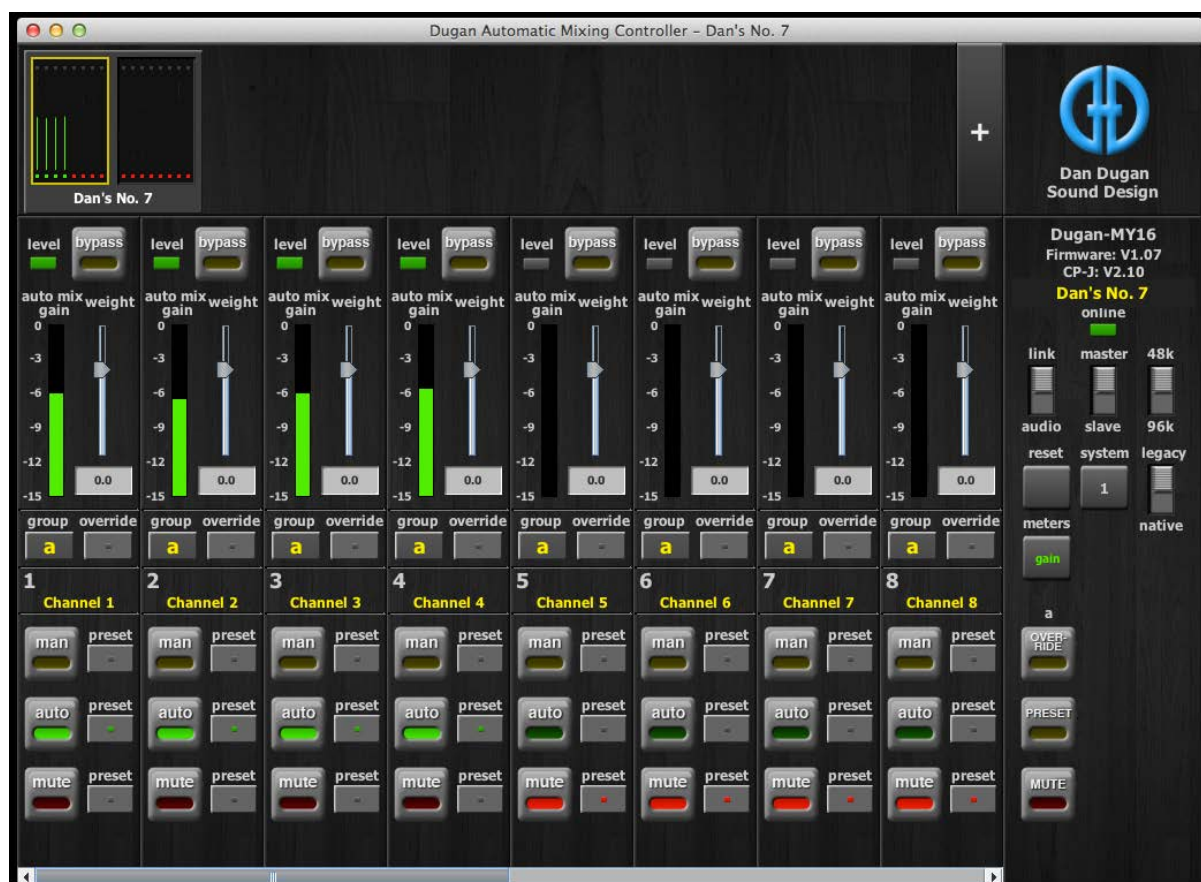 Dugan Automatic Mixing Controller – Dan's No. 7
Dan's No. 7
+
Dan Dugan
Sound Design
Dugan-MY16
Firmware: V1.07
CP-J: V2.10
Dan's No. 7
online
link master 48k
audio slave 96k
reset system legacy
1
native
meters
gain
a
OVER-
RIDE
PRESET
MUTE
level bypass level bypass level bypass level bypass level bypass level bypass level bypass level bypass
auto mix gain weight auto mix gain weight auto mix gain weight auto mix gain weight auto mix gain weight auto mix gain weight auto mix gain weight auto mix gain weight
0 0 0 0 0 0 0 0
-3 -3 -3 -3 -3 -3 -3 -3
-6 -6 -6 -6 -6 -6 -6 -6
-9 -9 -9 -9 -9 -9 -9 -9
-12 -12 -12 -12 -12 -12 -12 -12
0.0 0.0 0.0 0.0 0.0 0.0 0.0 0.0
-15 -15 -15 -15 -15 -15 -15 -15
group override group override group override group override group override group override group override group override
a - a - a - a - a - a - a - a -
1 2 3 4 5 6 7 8
Channel 1 Channel 2 Channel 3 Channel 4 Channel 5 Channel 6 Channel 7 Channel 8
man preset man preset man preset man preset man preset man preset man preset man preset
auto preset auto preset auto preset auto preset auto preset auto preset auto preset auto preset
mute preset mute preset mute preset mute preset mute preset mute preset mute preset mute preset